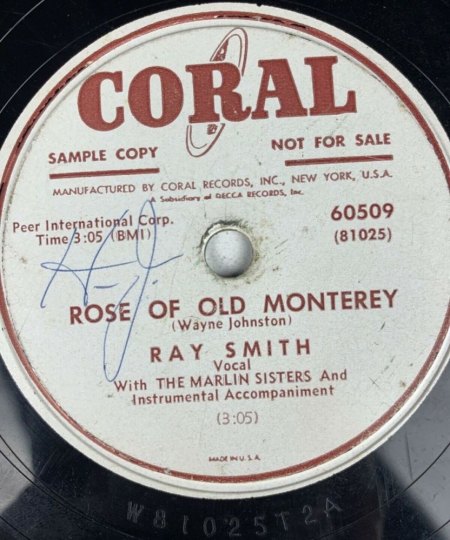 CORAL
SAMPLE COPY
NOT FOR SALE
MANUFACTURED BY CORAL RECORDS, INC., NEW YORK, U.S.A.
A Subsidiary of DECCA RECORDS, Inc.
Peer International Corp.
Time 3:05 (BMI)
60509
(81025)
ROSE OF OLD MONTEREY
(Wayne Johnston)
RAY SMITH
Vocal
With THE MARLIN SISTERS And
Instrumental Accompaniment
(3:05)
MADE IN U.S.A.
W81025T2A